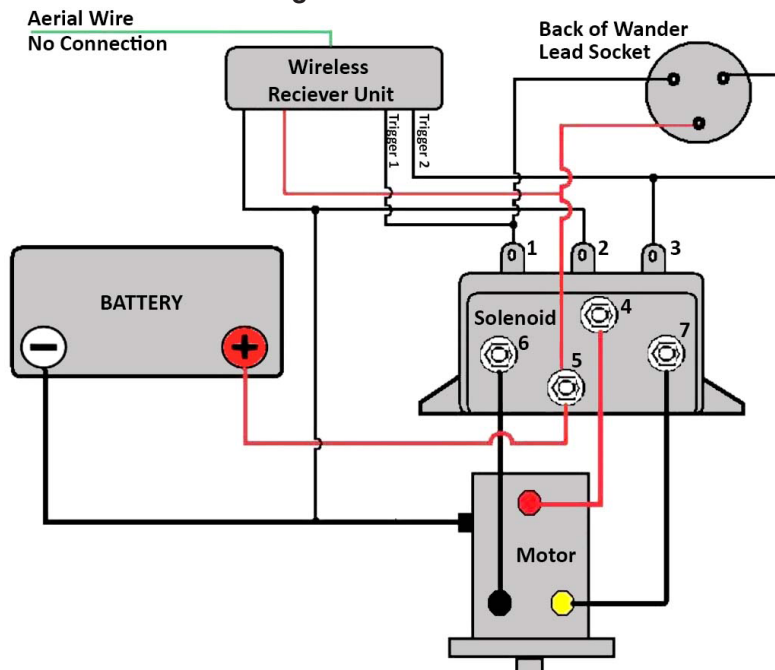 Aerial Wire
No Connection
Wireless
Reciever Unit
Trigger 1
Trigger 2
Back of Wander
Lead Socket
1
2
3
BATTERY
Solenoid
4
5
6
7
Motor